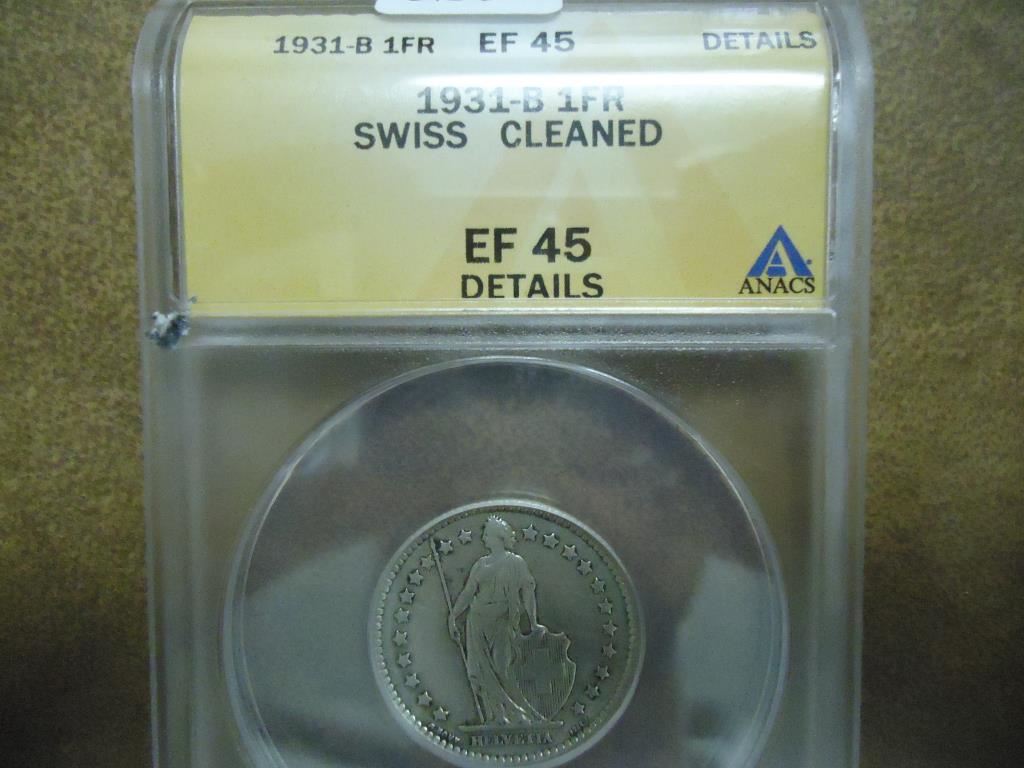 1931-B 1FR EF 45 DETAILS
1931-B 1FR
SWISS CLEANED
EF 45
DETAILS
ANACS
HELVETIA